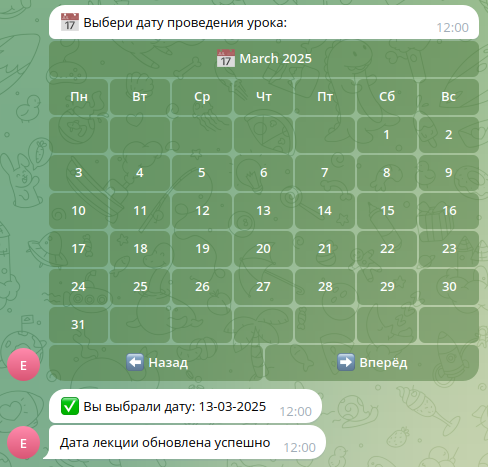 📅 Выбери дату проведения урока:
12:00
📅 March 2025
Пн Вт Ср Чт Пт Сб Вс
1 2
3 4 5 6 7 8 9
10 11 12 13 14 15 16
17 18 19 20 21 22 23
24 25 26 27 28 29 30
31
⬅️ Назад ➡️ Вперёд
✅ Вы выбрали дату: 13-03-2025 12:00
E Дата лекции обновлена успешно 12:00
E